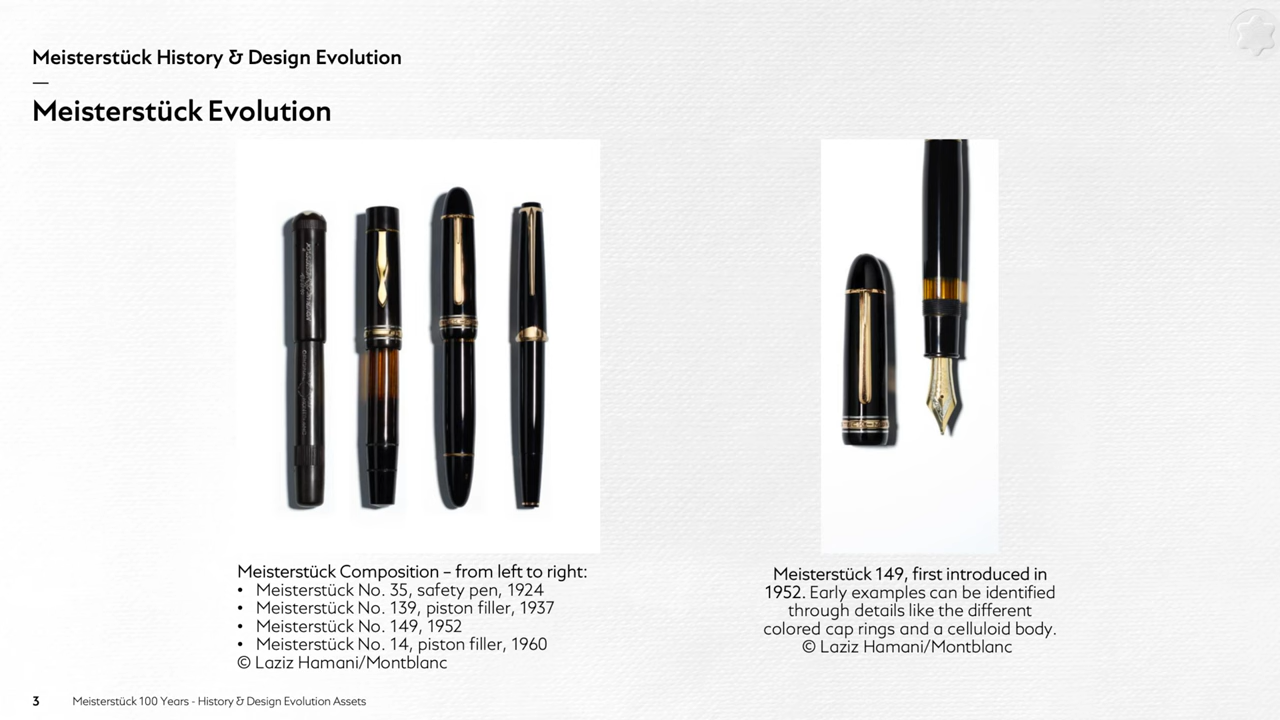 Meisterstück History & Design Evolution
—
Meisterstück Evolution
Meisterstück Composition – from left to right:
• Meisterstück No. 35, safety pen, 1924
• Meisterstück No. 139, piston filler, 1937
• Meisterstück No. 149, 1952
• Meisterstück No. 14, piston filler, 1960
© Laziz Hamani/Montblanc
Meisterstück 149, first introduced in
1952. Early examples can be identified
through details like the different
colored cap rings and a celluloid body.
© Laziz Hamani/Montblanc
3 Meisterstück 100 Years - History & Design Evolution Assets